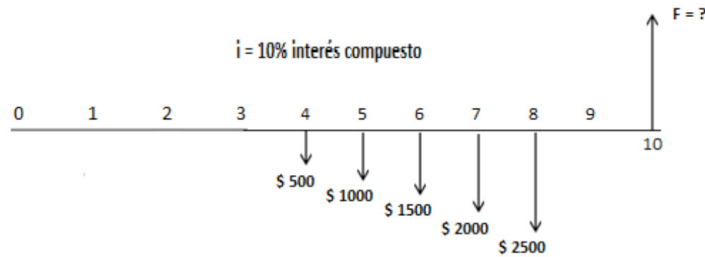 F = ?
i = 10% interés compuesto
0 1 2 3 4 5 6 7 8 9
10
$ 500
$ 1000
$ 1500
$ 2000
$ 2500